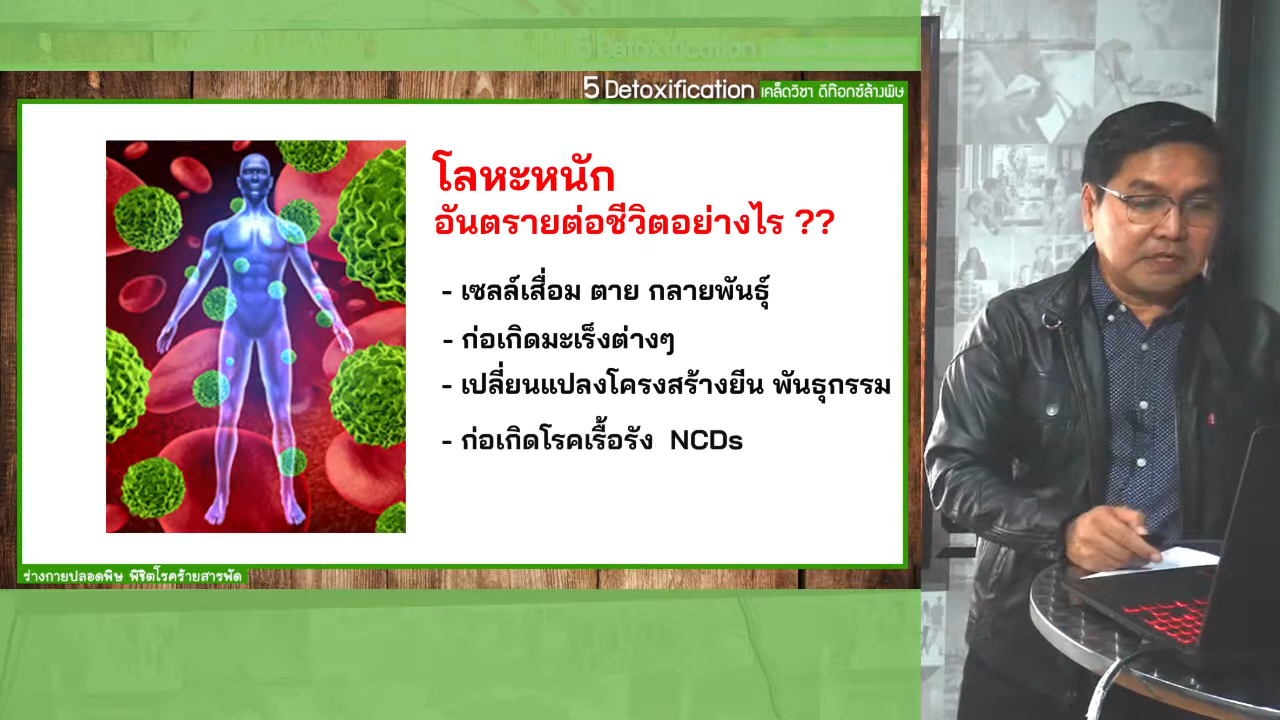 5 Detoxification เคล็ดวิชา ดีท๊อกซ์ล้างพิษ
โลหะหนัก
อันตรายต่อชีวิตอย่างไร ??
- เซลล์เสื่อม ตาย กลายพันธุ์
- ก่อเกิดมะเร็งต่างๆ
- เปลี่ยนแปลงโครงสร้างยีน พันธุกรรม
- ก่อเกิดโรคเรื้อรัง NCDs
ร่างกายปลอดพิษ พิชิตโรคร้ายสารพัด